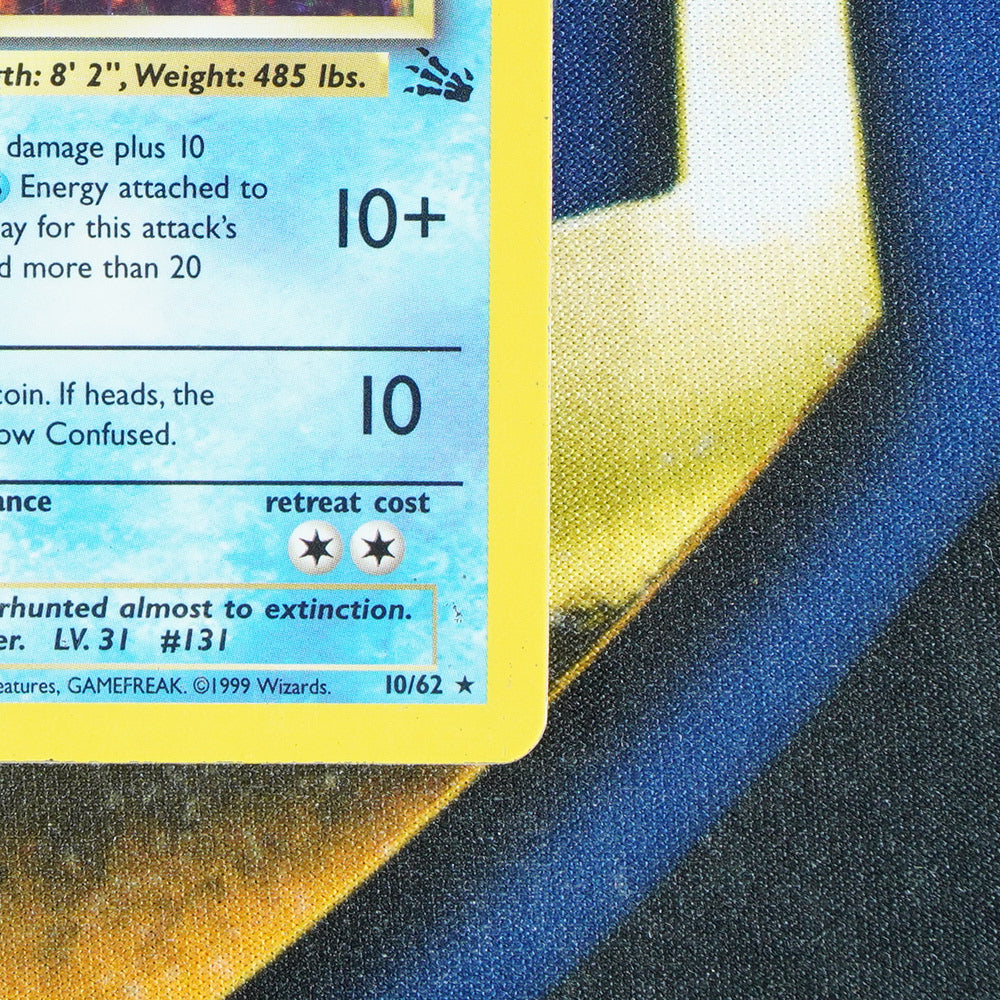 rth: 8' 2", Weight: 485 lbs.
damage plus 10
Energy attached to
ay for this attack's
d more than 20
10+
coin. If heads, the
ow Confused.
10
ance
retreat cost
rhunted almost to extinction.
er. LV. 31 #131
eatures, GAMEFREAK. ©1999 Wizards. 10/62 ★